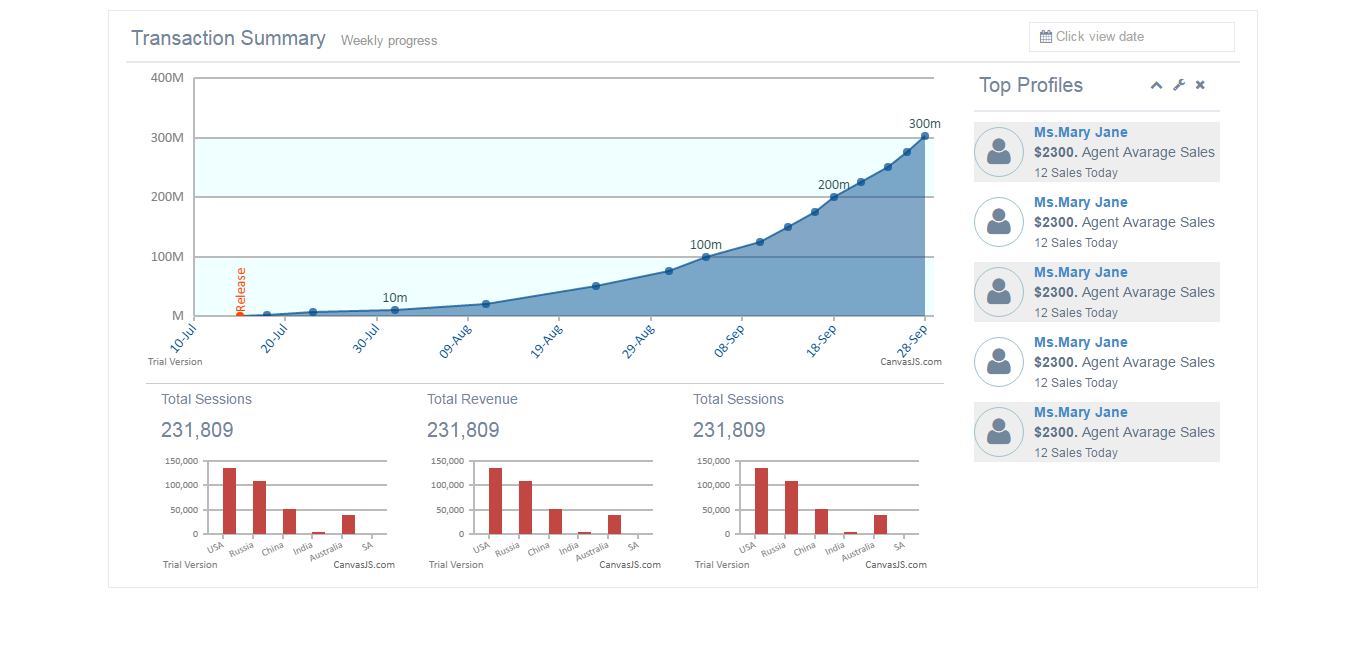 Transaction Summary Weekly progress
Click view date
400M
300M
200M
100M
M
Release
10m
100m
200m
300m
10-Jul
20-Jul
30-Jul
09-Aug
19-Aug
29-Aug
08-Sep
18-Sep
28-Sep
Trial Version
CanvasJS.com
Top Profiles
Ms.Mary Jane
$2300. Agent Avarage Sales
12 Sales Today
Ms.Mary Jane
$2300. Agent Avarage Sales
12 Sales Today
Ms.Mary Jane
$2300. Agent Avarage Sales
12 Sales Today
Ms.Mary Jane
$2300. Agent Avarage Sales
12 Sales Today
Ms.Mary Jane
$2300. Agent Avarage Sales
12 Sales Today
Total Sessions
231,809
150,000
100,000
50,000
0
USA
Russia
China
India
Australia
SA
Trial Version
CanvasJS.com
Total Revenue
231,809
150,000
100,000
50,000
0
USA
Russia
China
India
Australia
SA
Trial Version
CanvasJS.com
Total Sessions
231,809
150,000
100,000
50,000
0
USA
Russia
China
India
Australia
SA
Trial Version
CanvasJS.com